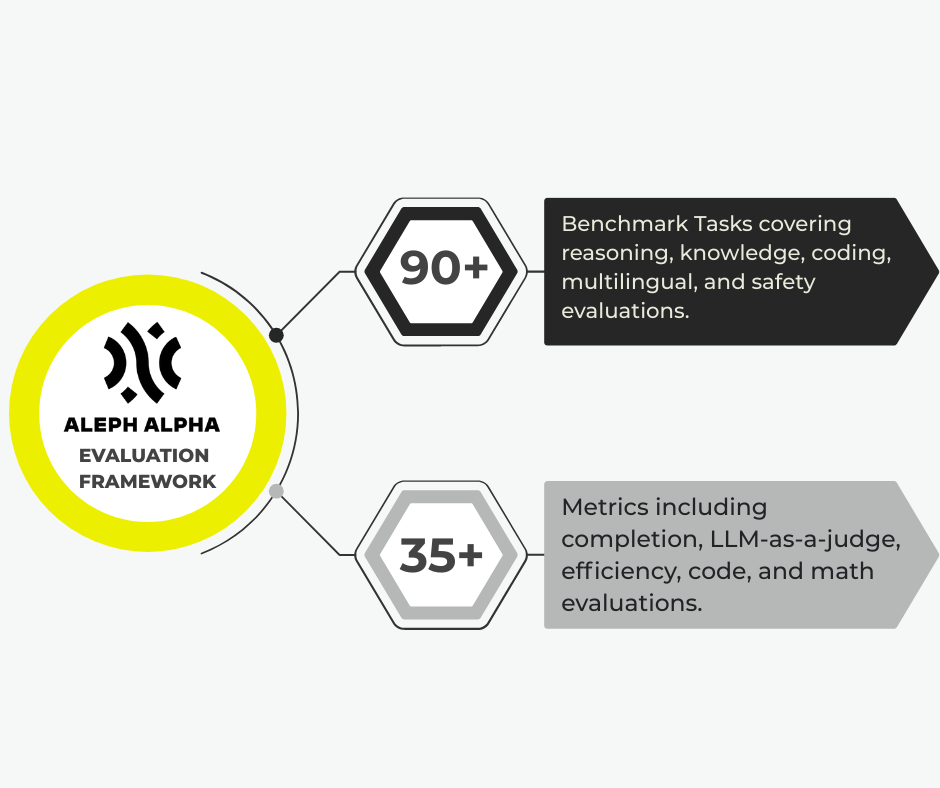 90+
Benchmark Tasks covering
reasoning, knowledge, coding,
multilingual, and safety
evaluations.
ALEPH ALPHA
EVALUATION
FRAMEWORK
35+
Metrics including
completion, LLM-as-a-judge,
efficiency, code, and math
evaluations.